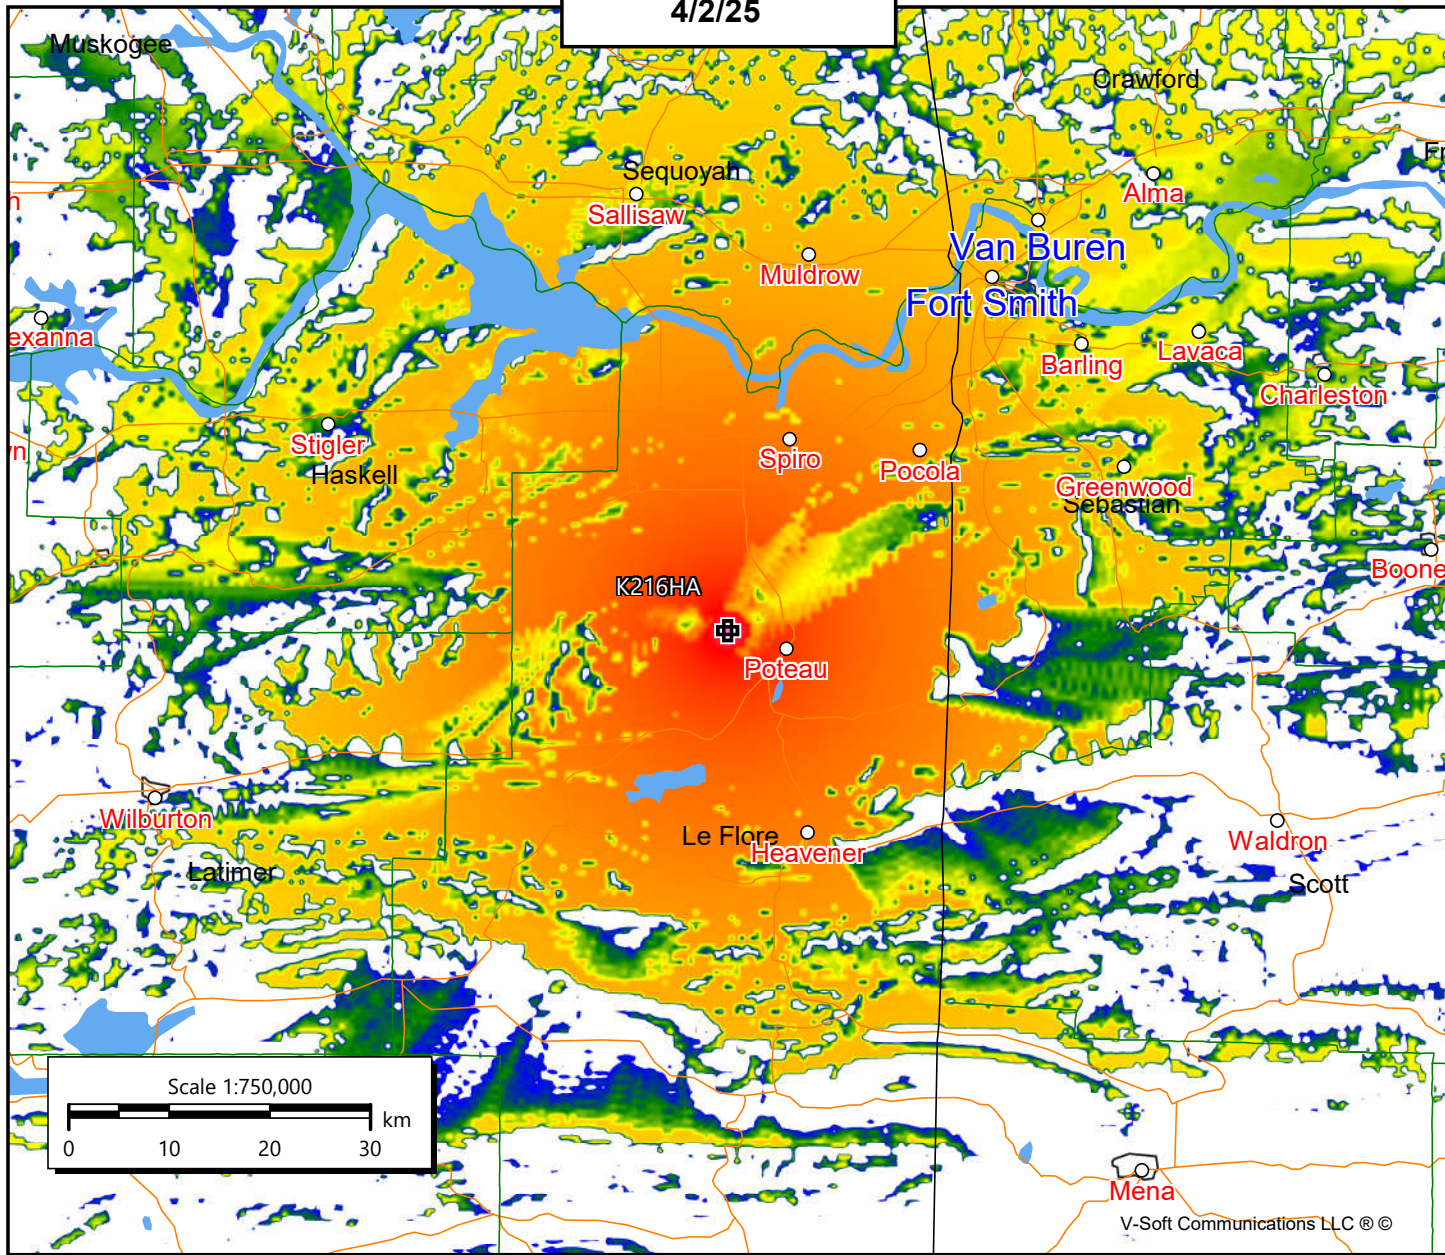 4/2/25
Muskogee
Crawford
Fr
Sequoyah
Alma
h
Sallisaw
Van Buren
Muldrow
Fort Smith
exanna
Lavaca
Barling
Charleston
Stigler
Spiro
Pocola
Haskell
Greenwood
Sebastian
Boone
K216HA
Poteau
Wilburton
Le Flore
Heavener
Waldron
Latimer
Scott
Scale 1:750,000
km
0 10 20 30
Mena
V-Soft Communications LLC ® ©